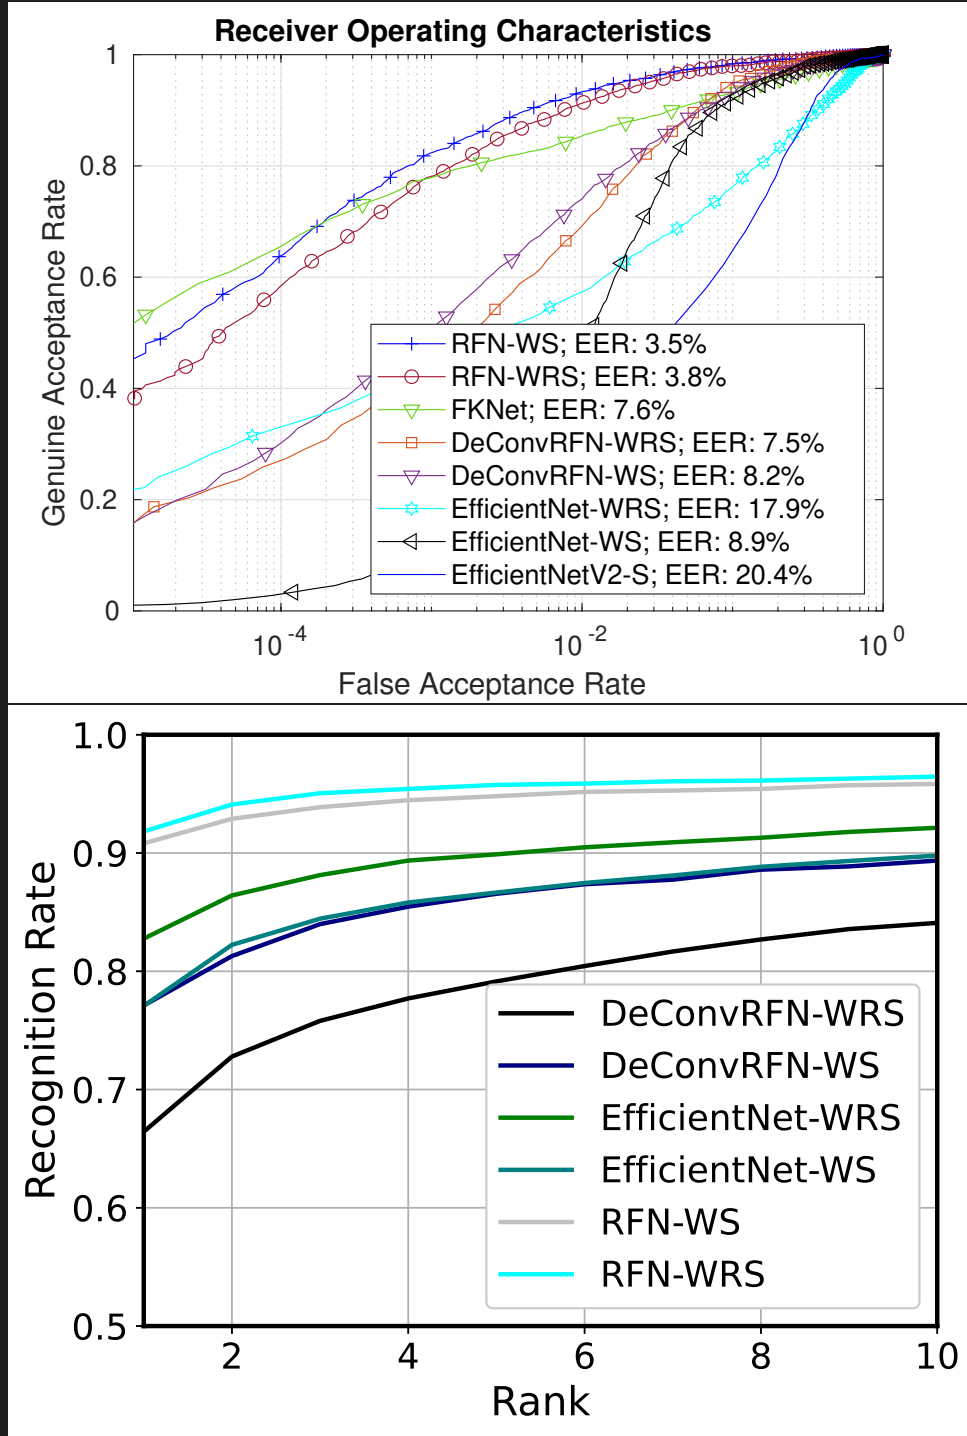 Receiver Operating Characteristics
1
0.8
0.6
0.4
0.2
0
Genuine Acceptance Rate
RFN-WS; EER: 3.5%
RFN-WRS; EER: 3.8%
FKNet; EER: 7.6%
DeConvRFN-WRS; EER: 7.5%
DeConvRFN-WS; EER: 8.2%
EfficientNet-WRS; EER: 17.9%
EfficientNet-WS; EER: 8.9%
EfficientNetV2-S; EER: 20.4%
10^-4 10^-2 10^0
False Acceptance Rate
1.0
0.9
0.8
0.7
0.6
0.5
Recognition Rate
DeConvRFN-WRS
DeConvRFN-WS
EfficientNet-WRS
EfficientNet-WS
RFN-WS
RFN-WRS
2 4 6 8 10
Rank